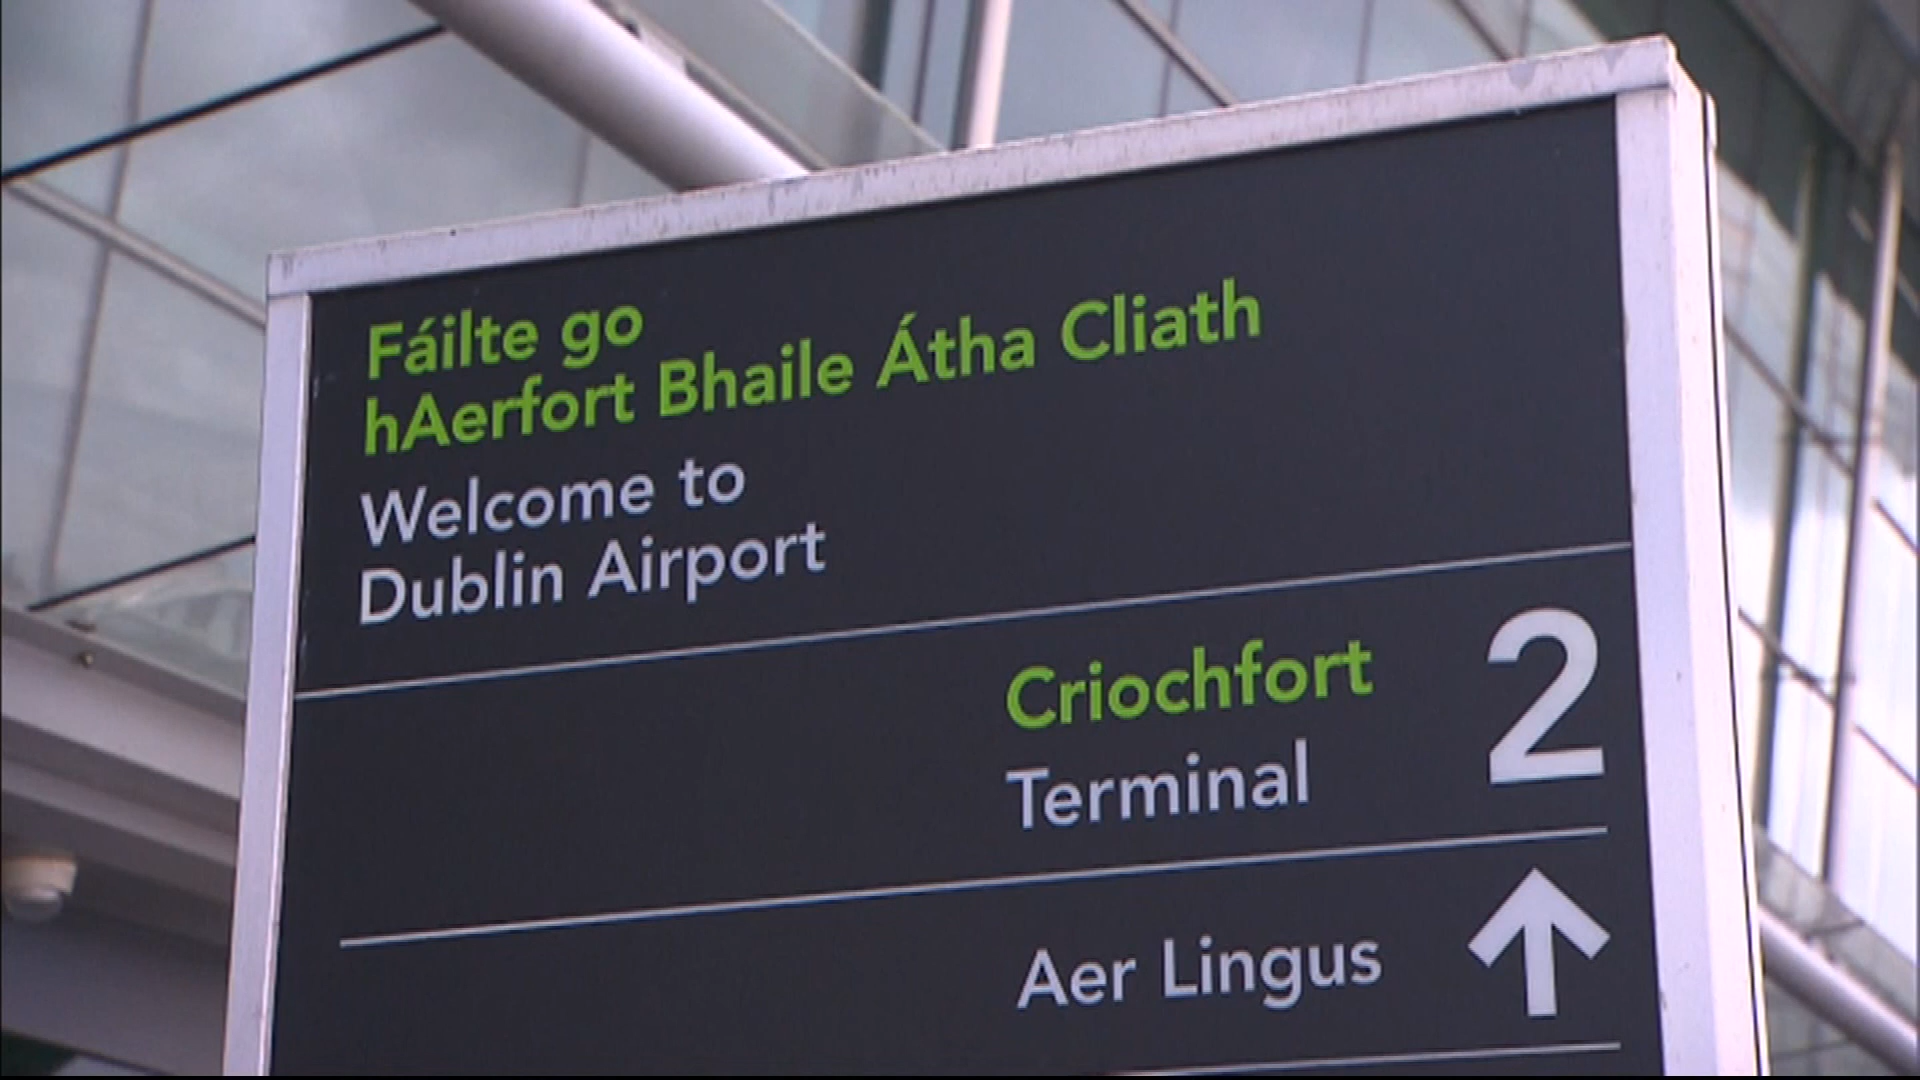 Fáilte go
hAerfort Bhaile Átha Cliath
Welcome to
Dublin Airport
Criochfort
Terminal
2
Aer Lingus